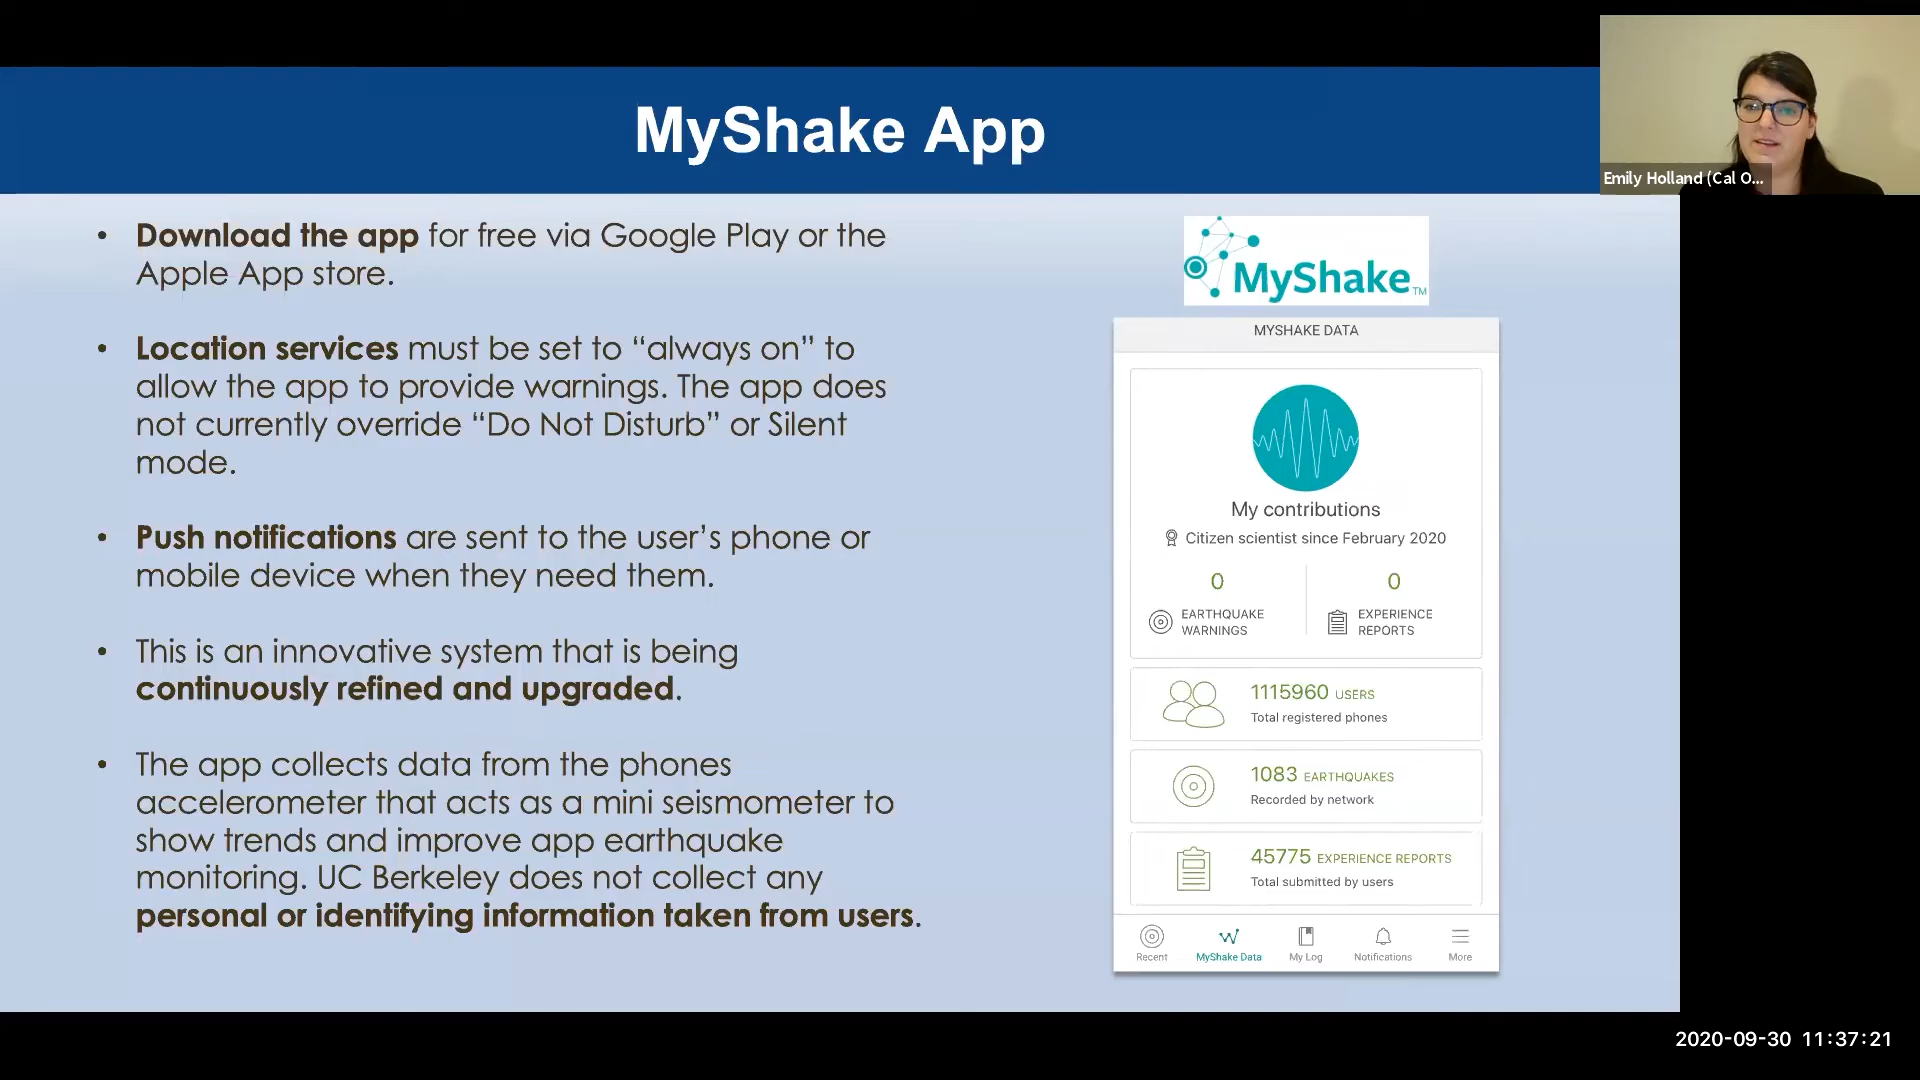 MyShake App
Emily Holland (Cal O...
• Download the app for free via Google Play or the
Apple App store.
• Location services must be set to “always on” to
allow the app to provide warnings. The app does
not currently override “Do Not Disturb” or Silent
mode.
• Push notifications are sent to the user’s phone or
mobile device when they need them.
• This is an innovative system that is being
continuously refined and upgraded.
• The app collects data from the phones
accelerometer that acts as a mini seismometer to
show trends and improve app earthquake
monitoring. UC Berkeley does not collect any
personal or identifying information taken from users.
MyShake™
MYSHAKE DATA
My contributions
Citizen scientist since February 2020
0
EARTHQUAKE
WARNINGS
0
EXPERIENCE
REPORTS
1115960 USERS
Total registered phones
1083 EARTHQUAKES
Recorded by network
45775 EXPERIENCE REPORTS
Total submitted by users
Recent
MyShake Data
My Log
Notifications
More
2020-09-30 11:37:21